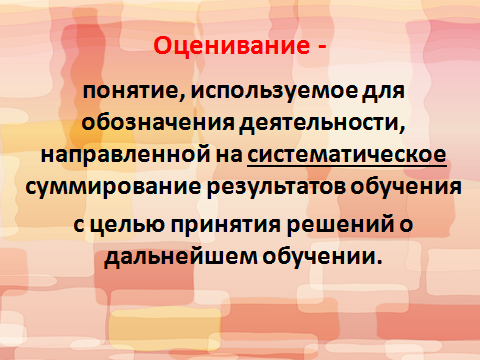 Оценивание -
понятие, используемое для
обозначения деятельности,
направленной на систематическое
суммирование результатов обучения
с целью принятия решений о
дальнейшем обучении.